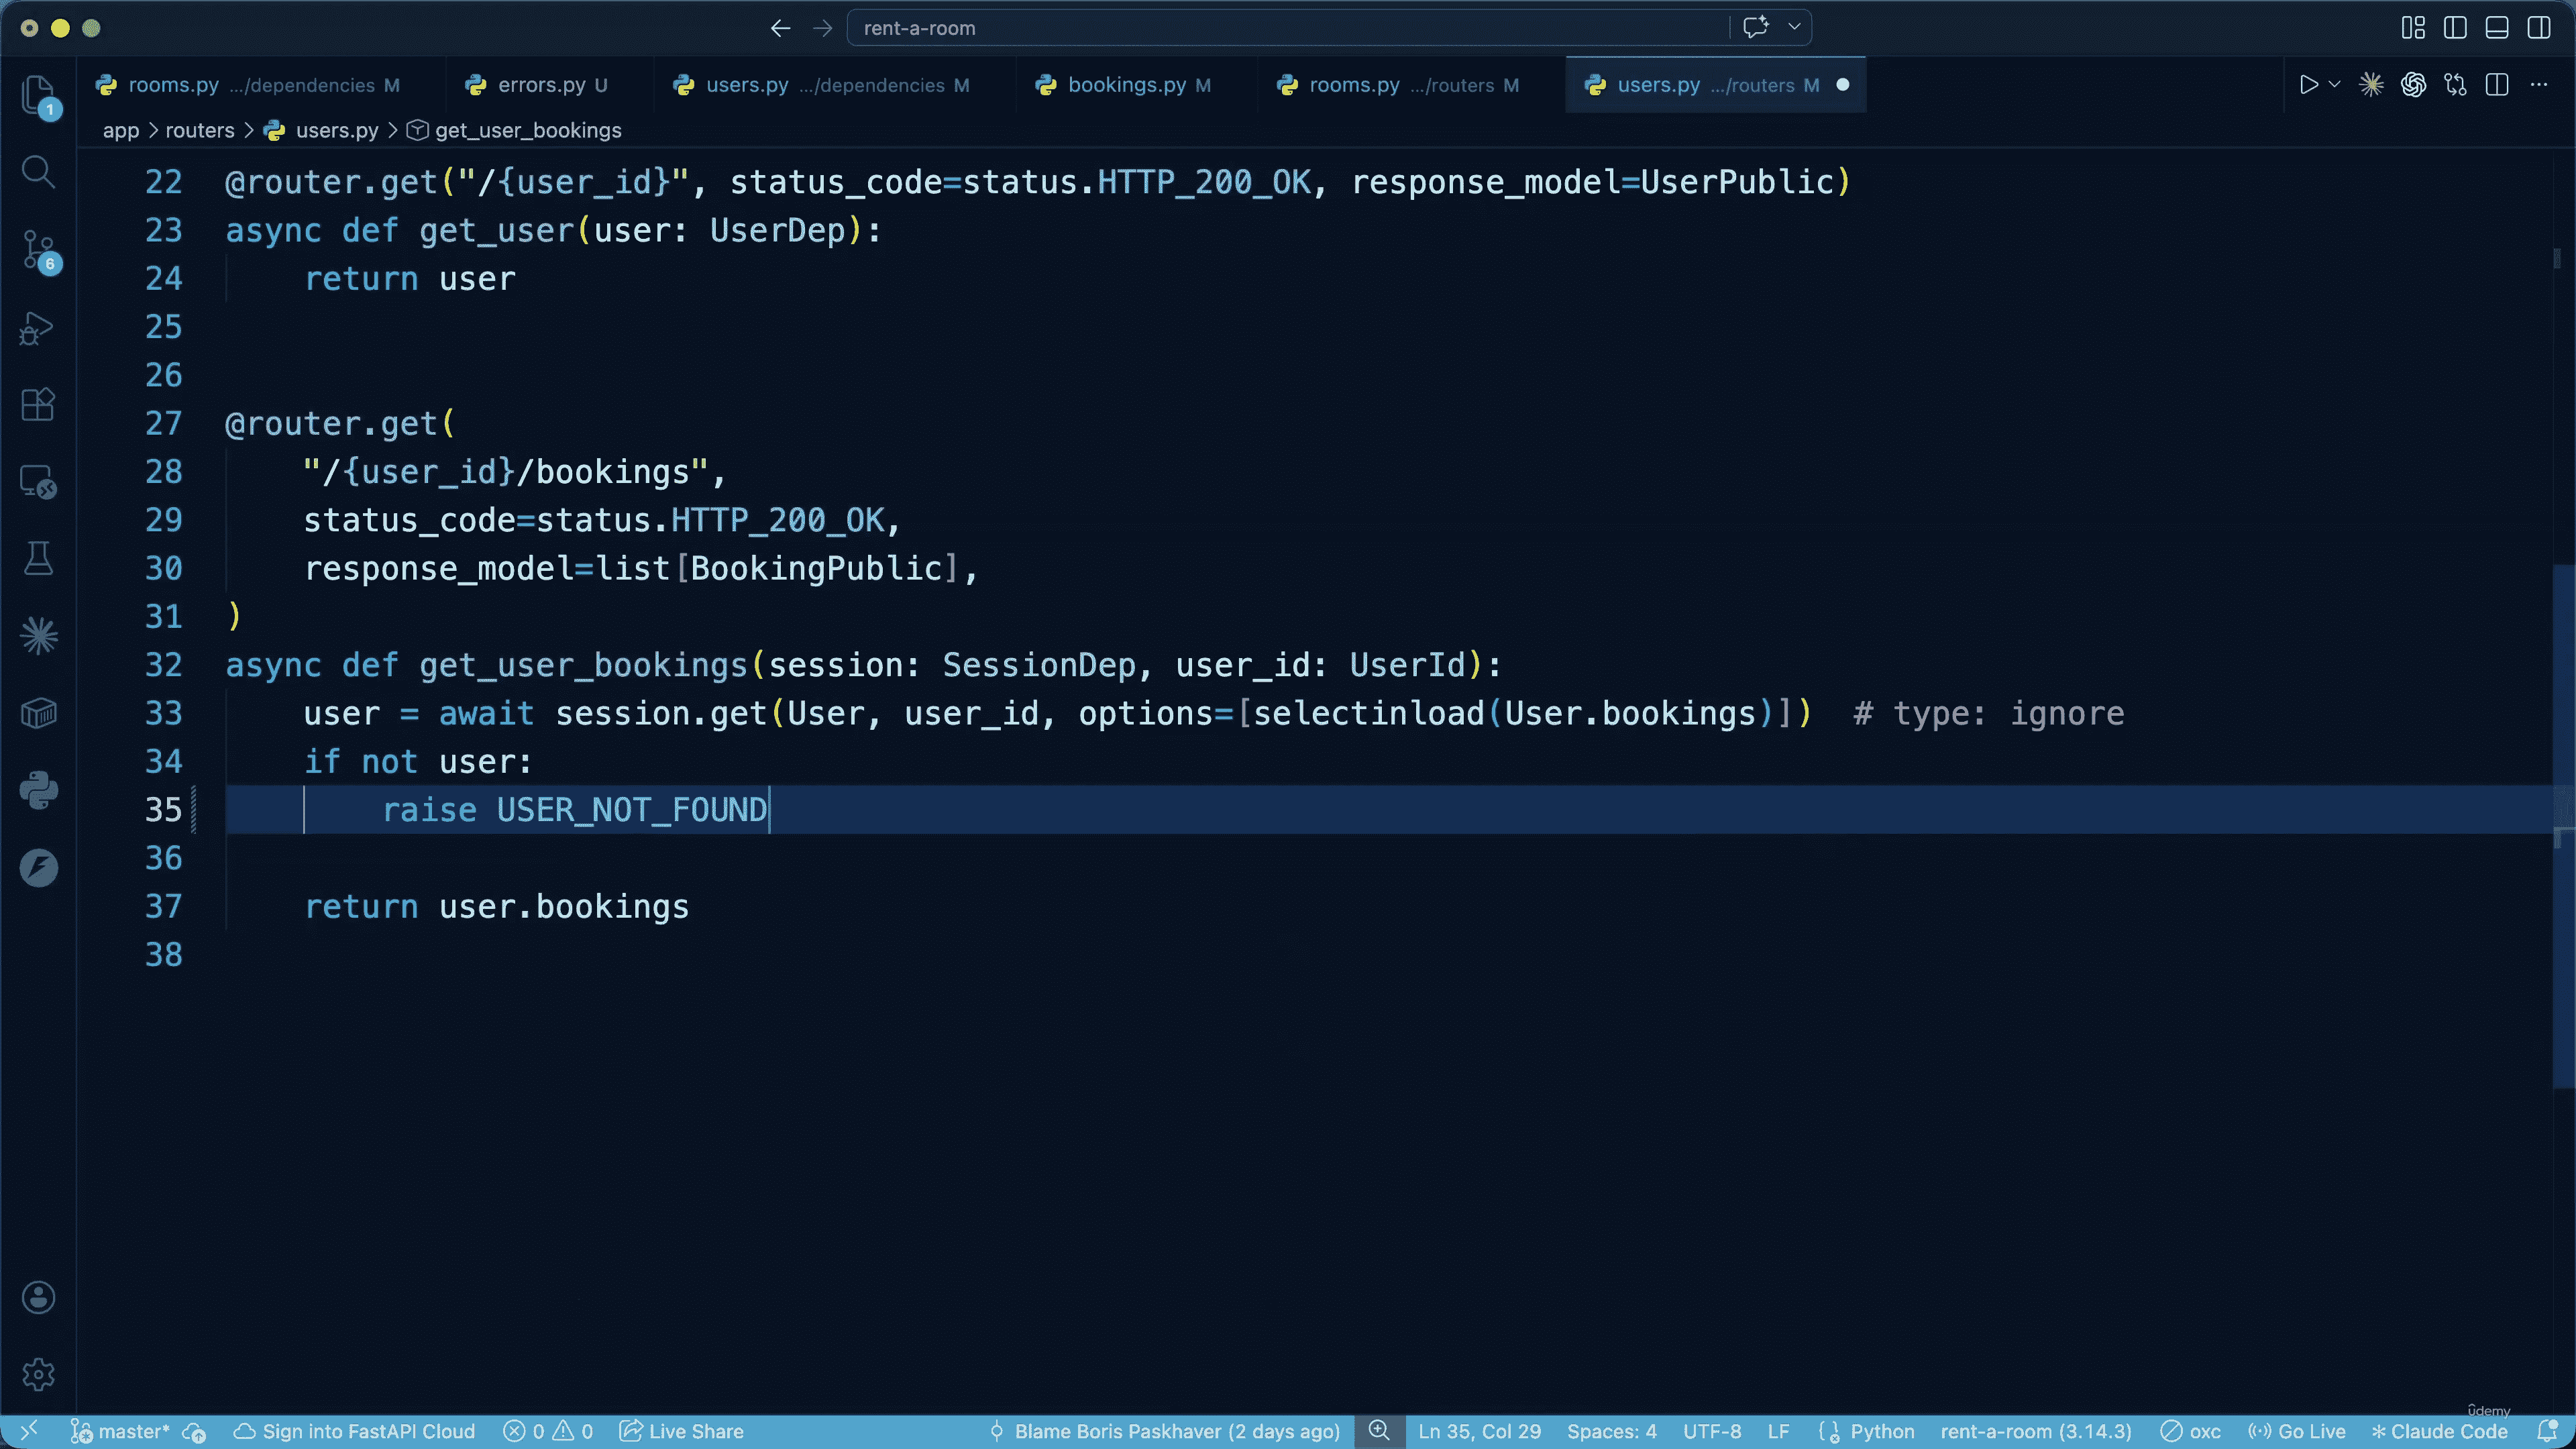 rent-a-room
rooms.py .../dependencies M
errors.py U
users.py .../dependencies M
bookings.py M
rooms.py .../routers M
users.py .../routers M
app > routers > users.py > get_user_bookings
1
6
22 @router.get("/{user_id}", status_code=status.HTTP_200_OK, response_model=UserPublic)
23 async def get_user(user: UserDep):
24     return user
25
26
27 @router.get(
28     "/{user_id}/bookings",
29     status_code=status.HTTP_200_OK,
30     response_model=list[BookingPublic],
31 )
32 async def get_user_bookings(session: SessionDep, user_id: UserId):
33     user = await session.get(User, user_id, options=[selectinload(User.bookings)])  # type: ignore
34     if not user:
35         raise USER_NOT_FOUND
36
37     return user.bookings
38
ûdemy
master* Sign into FastAPI Cloud 0 0 Live Share Blame Boris Paskhaver (2 days ago) Ln 35, Col 29 Spaces: 4 UTF-8 LF Python rent-a-room (3.14.3) oxc Go Live Claude Code